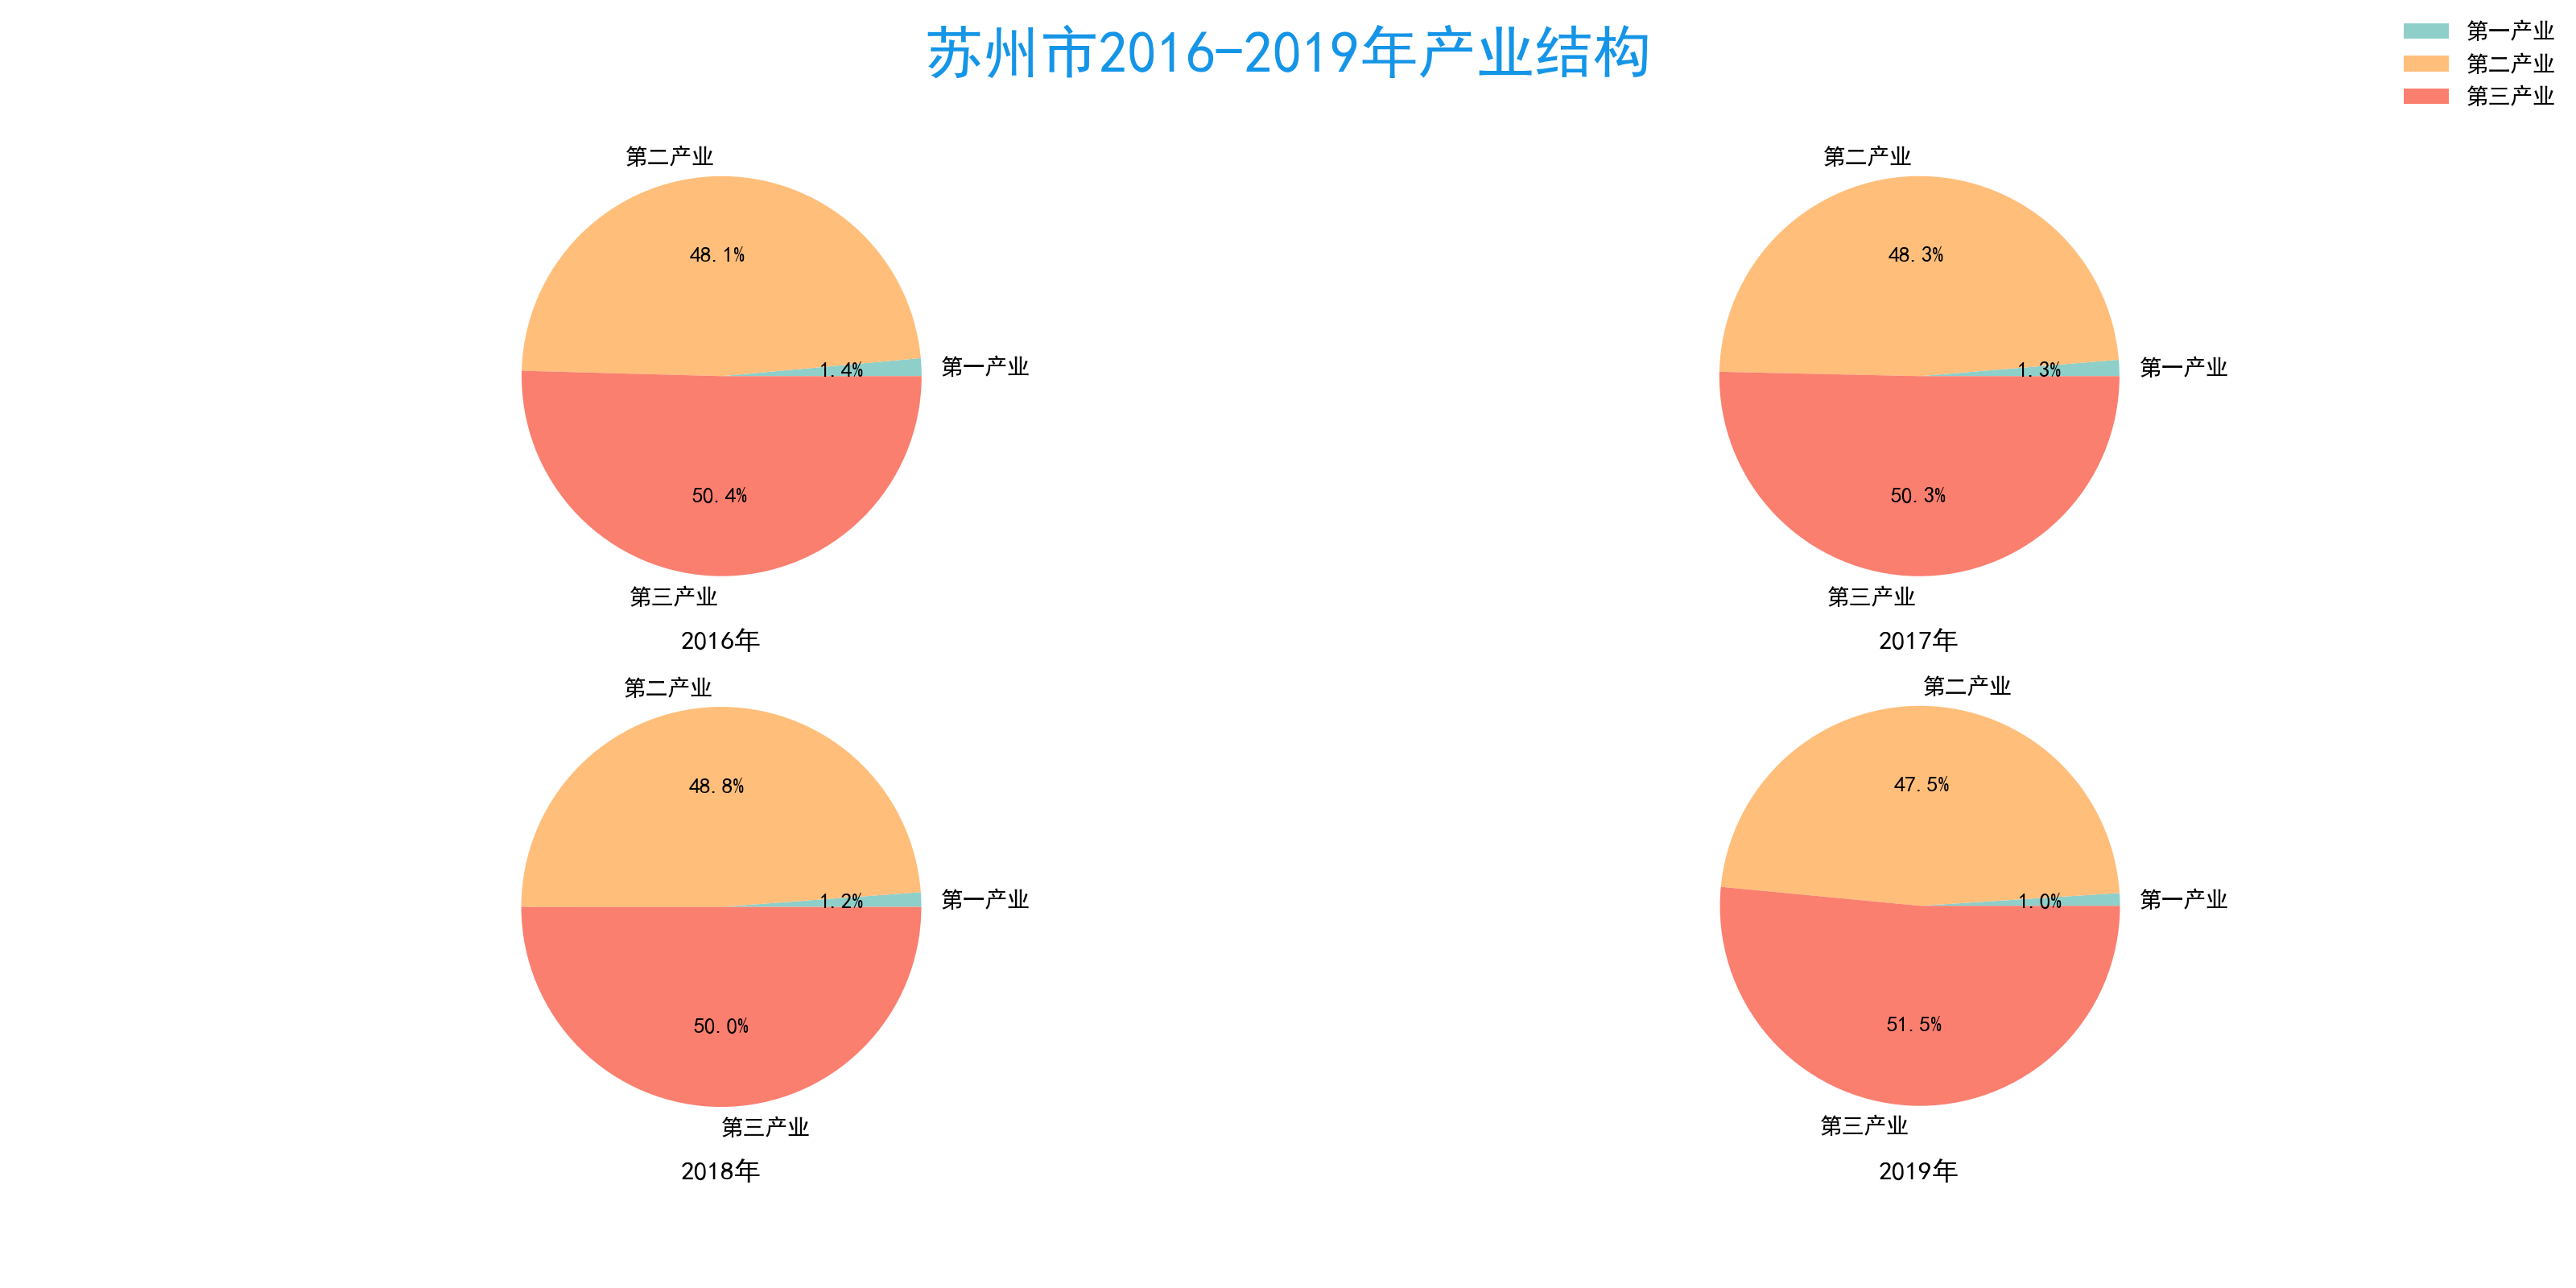 苏州市2016-2019年产业结构
第一产业
第二产业
第三产业
第二产业
48.1%
1.4%
第一产业
50.4%
第三产业
2016年
第二产业
48.3%
1.3%
第一产业
50.3%
第三产业
2017年
第二产业
48.8%
1.2%
第一产业
50.0%
第三产业
2018年
第二产业
47.5%
1.0%
第一产业
51.5%
第三产业
2019年